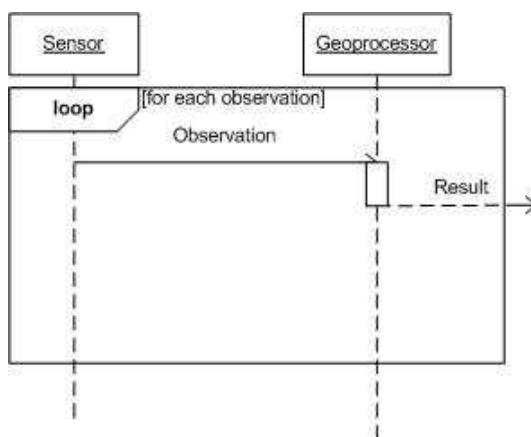 Sensor
Geoprocessor
loop
[for each observation]
Observation
Result